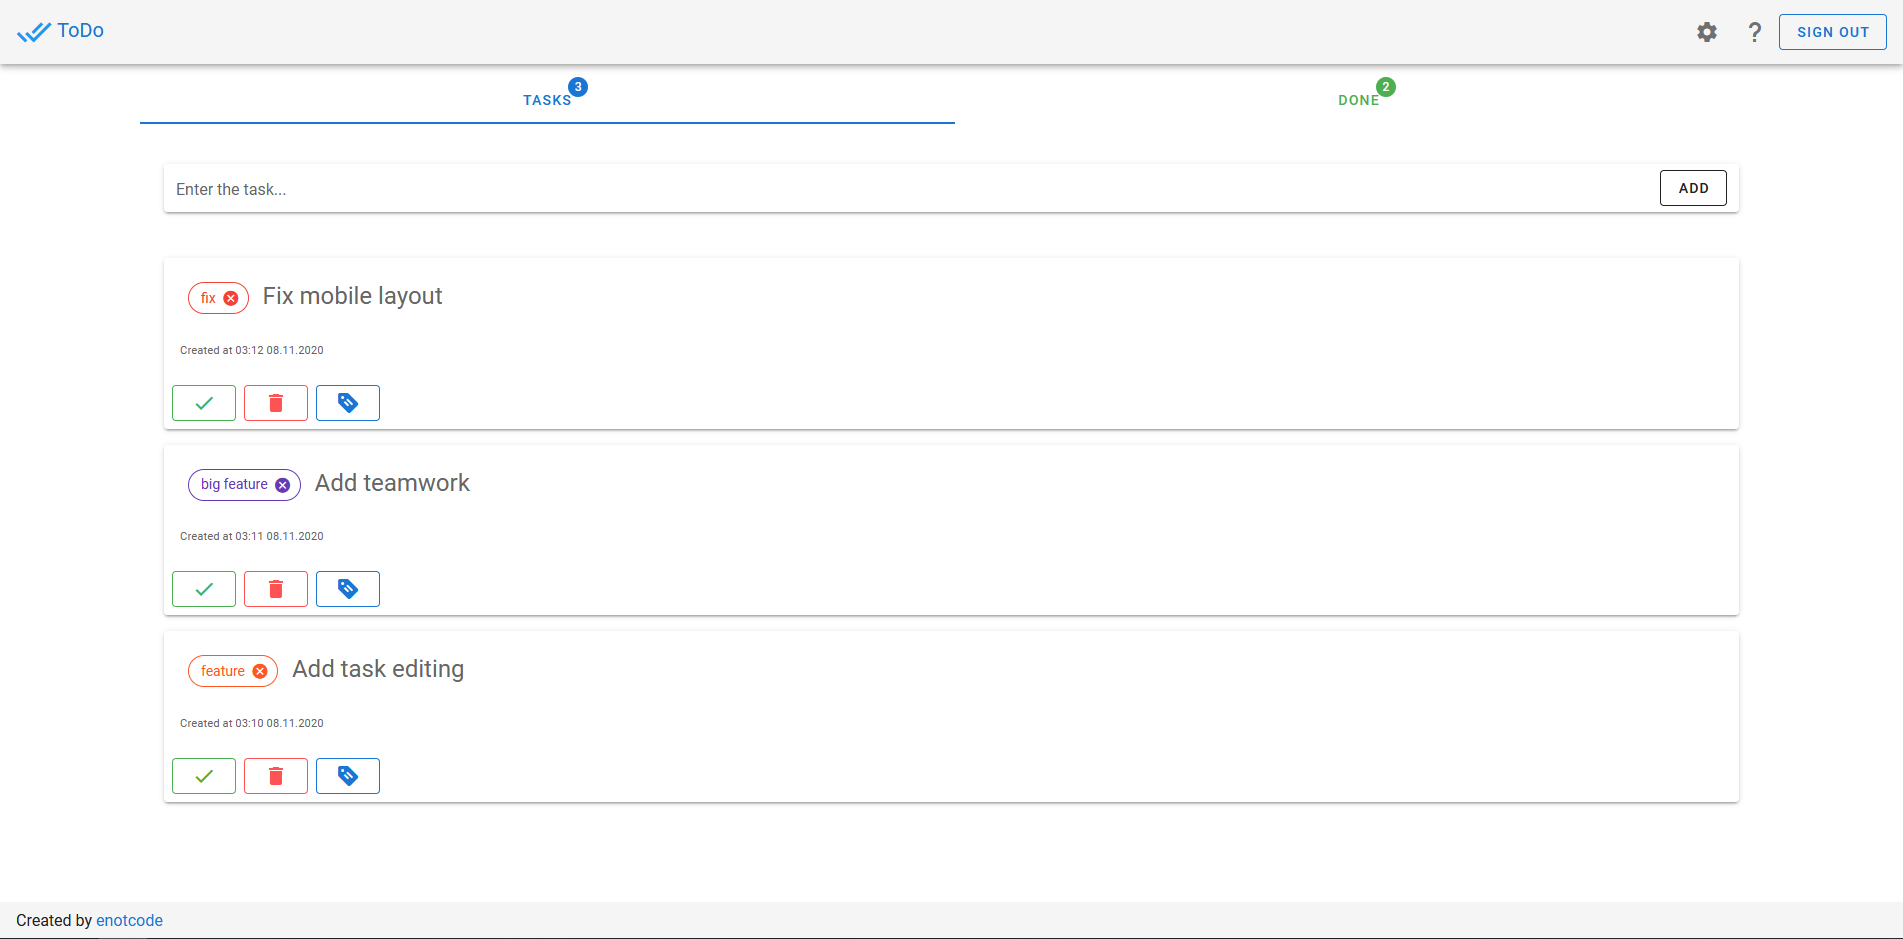 ToDo
? SIGN OUT
TASKS 3
DONE 2
Enter the task...
ADD
fix Fix mobile layout
Created at 03:12 08.11.2020
big feature Add teamwork
Created at 03:11 08.11.2020
feature Add task editing
Created at 03:10 08.11.2020
Created by enotcode